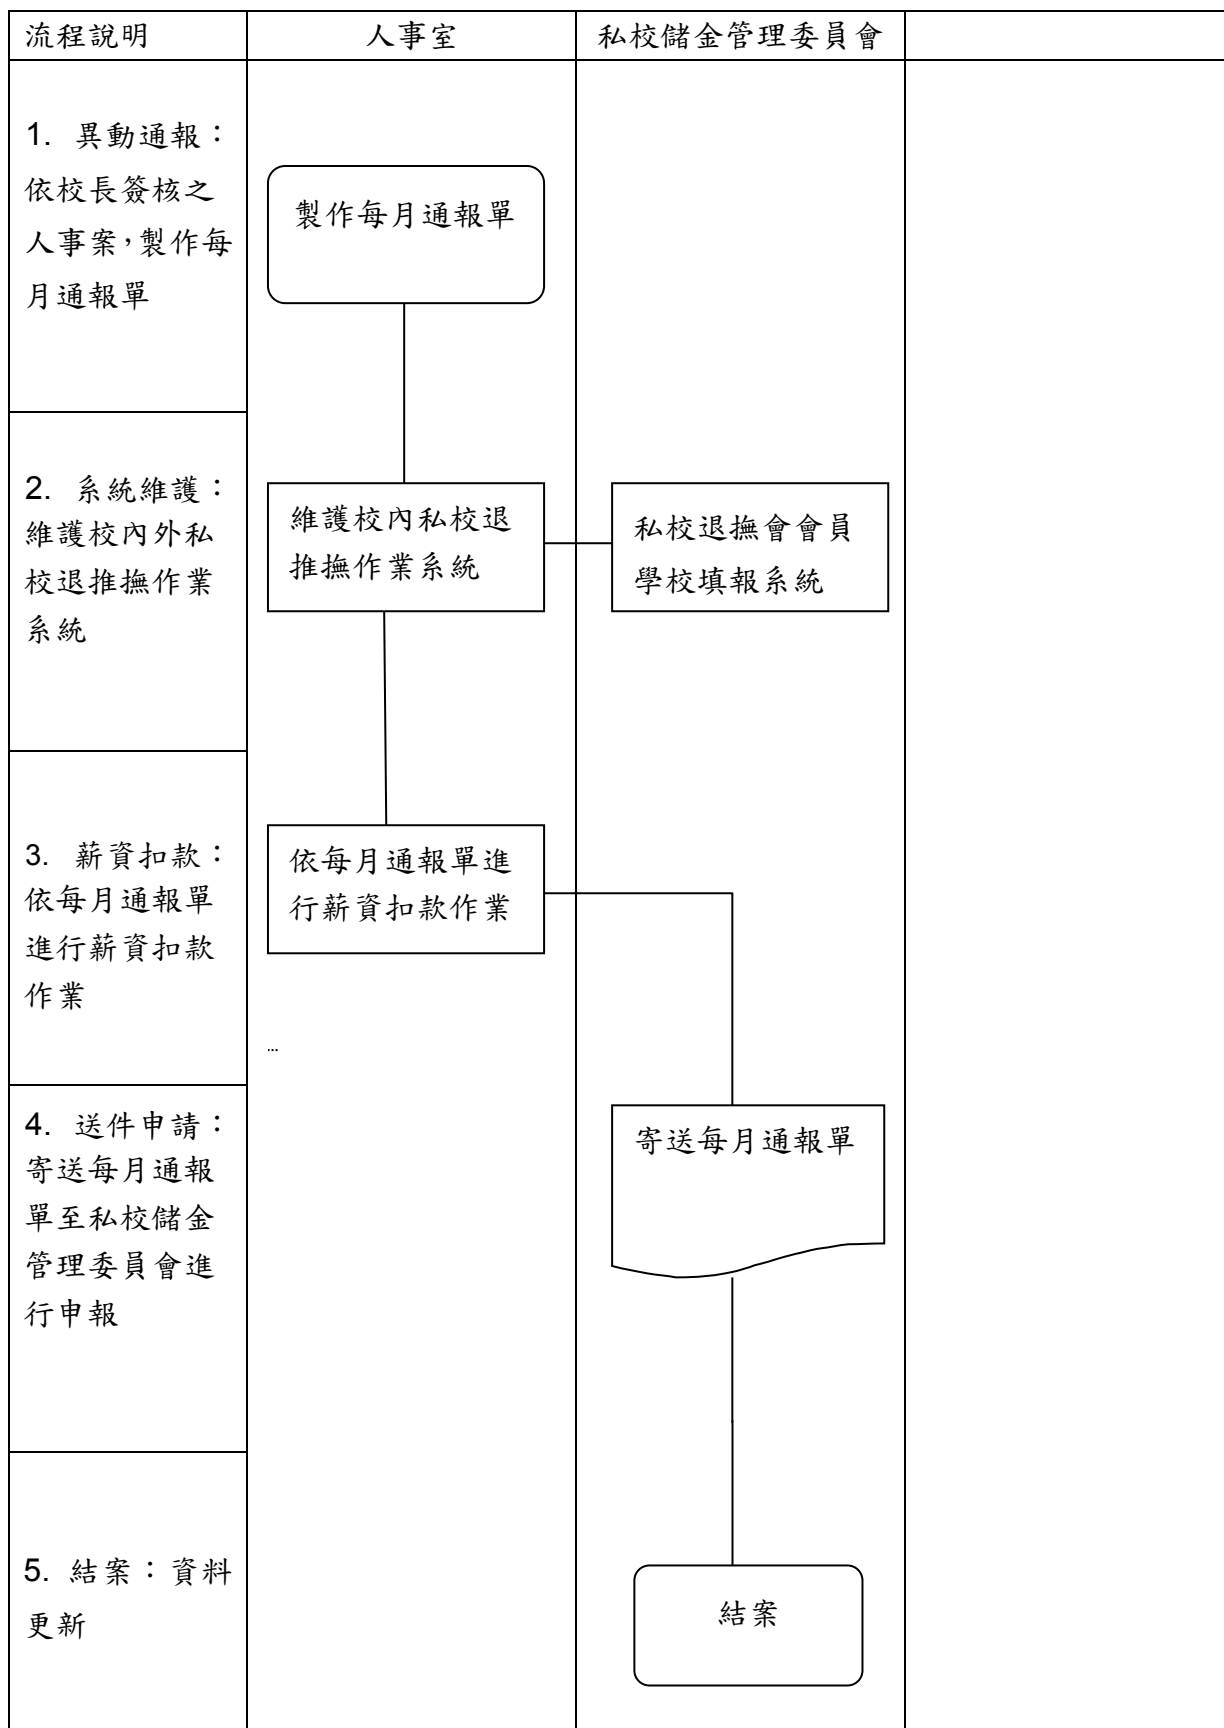 流程說明
人事室
私校儲金管理委員會
1. 異動通報：
依校長簽核之
人事案，製作每
月通報單
製作每月通報單
2. 系統維護：
維護校內外私
校退推撫作業
系統
維護校內私校退
推撫作業系統
私校退撫會會員
學校填報系統
3. 薪資扣款：
依每月通報單
進行薪資扣款
作業
依每月通報單進
行薪資扣款作業
…
4. 送件申請：
寄送每月通報
單至私校儲金
管理委員會進
行申報
寄送每月通報單
5. 結案：資料
更新
結案